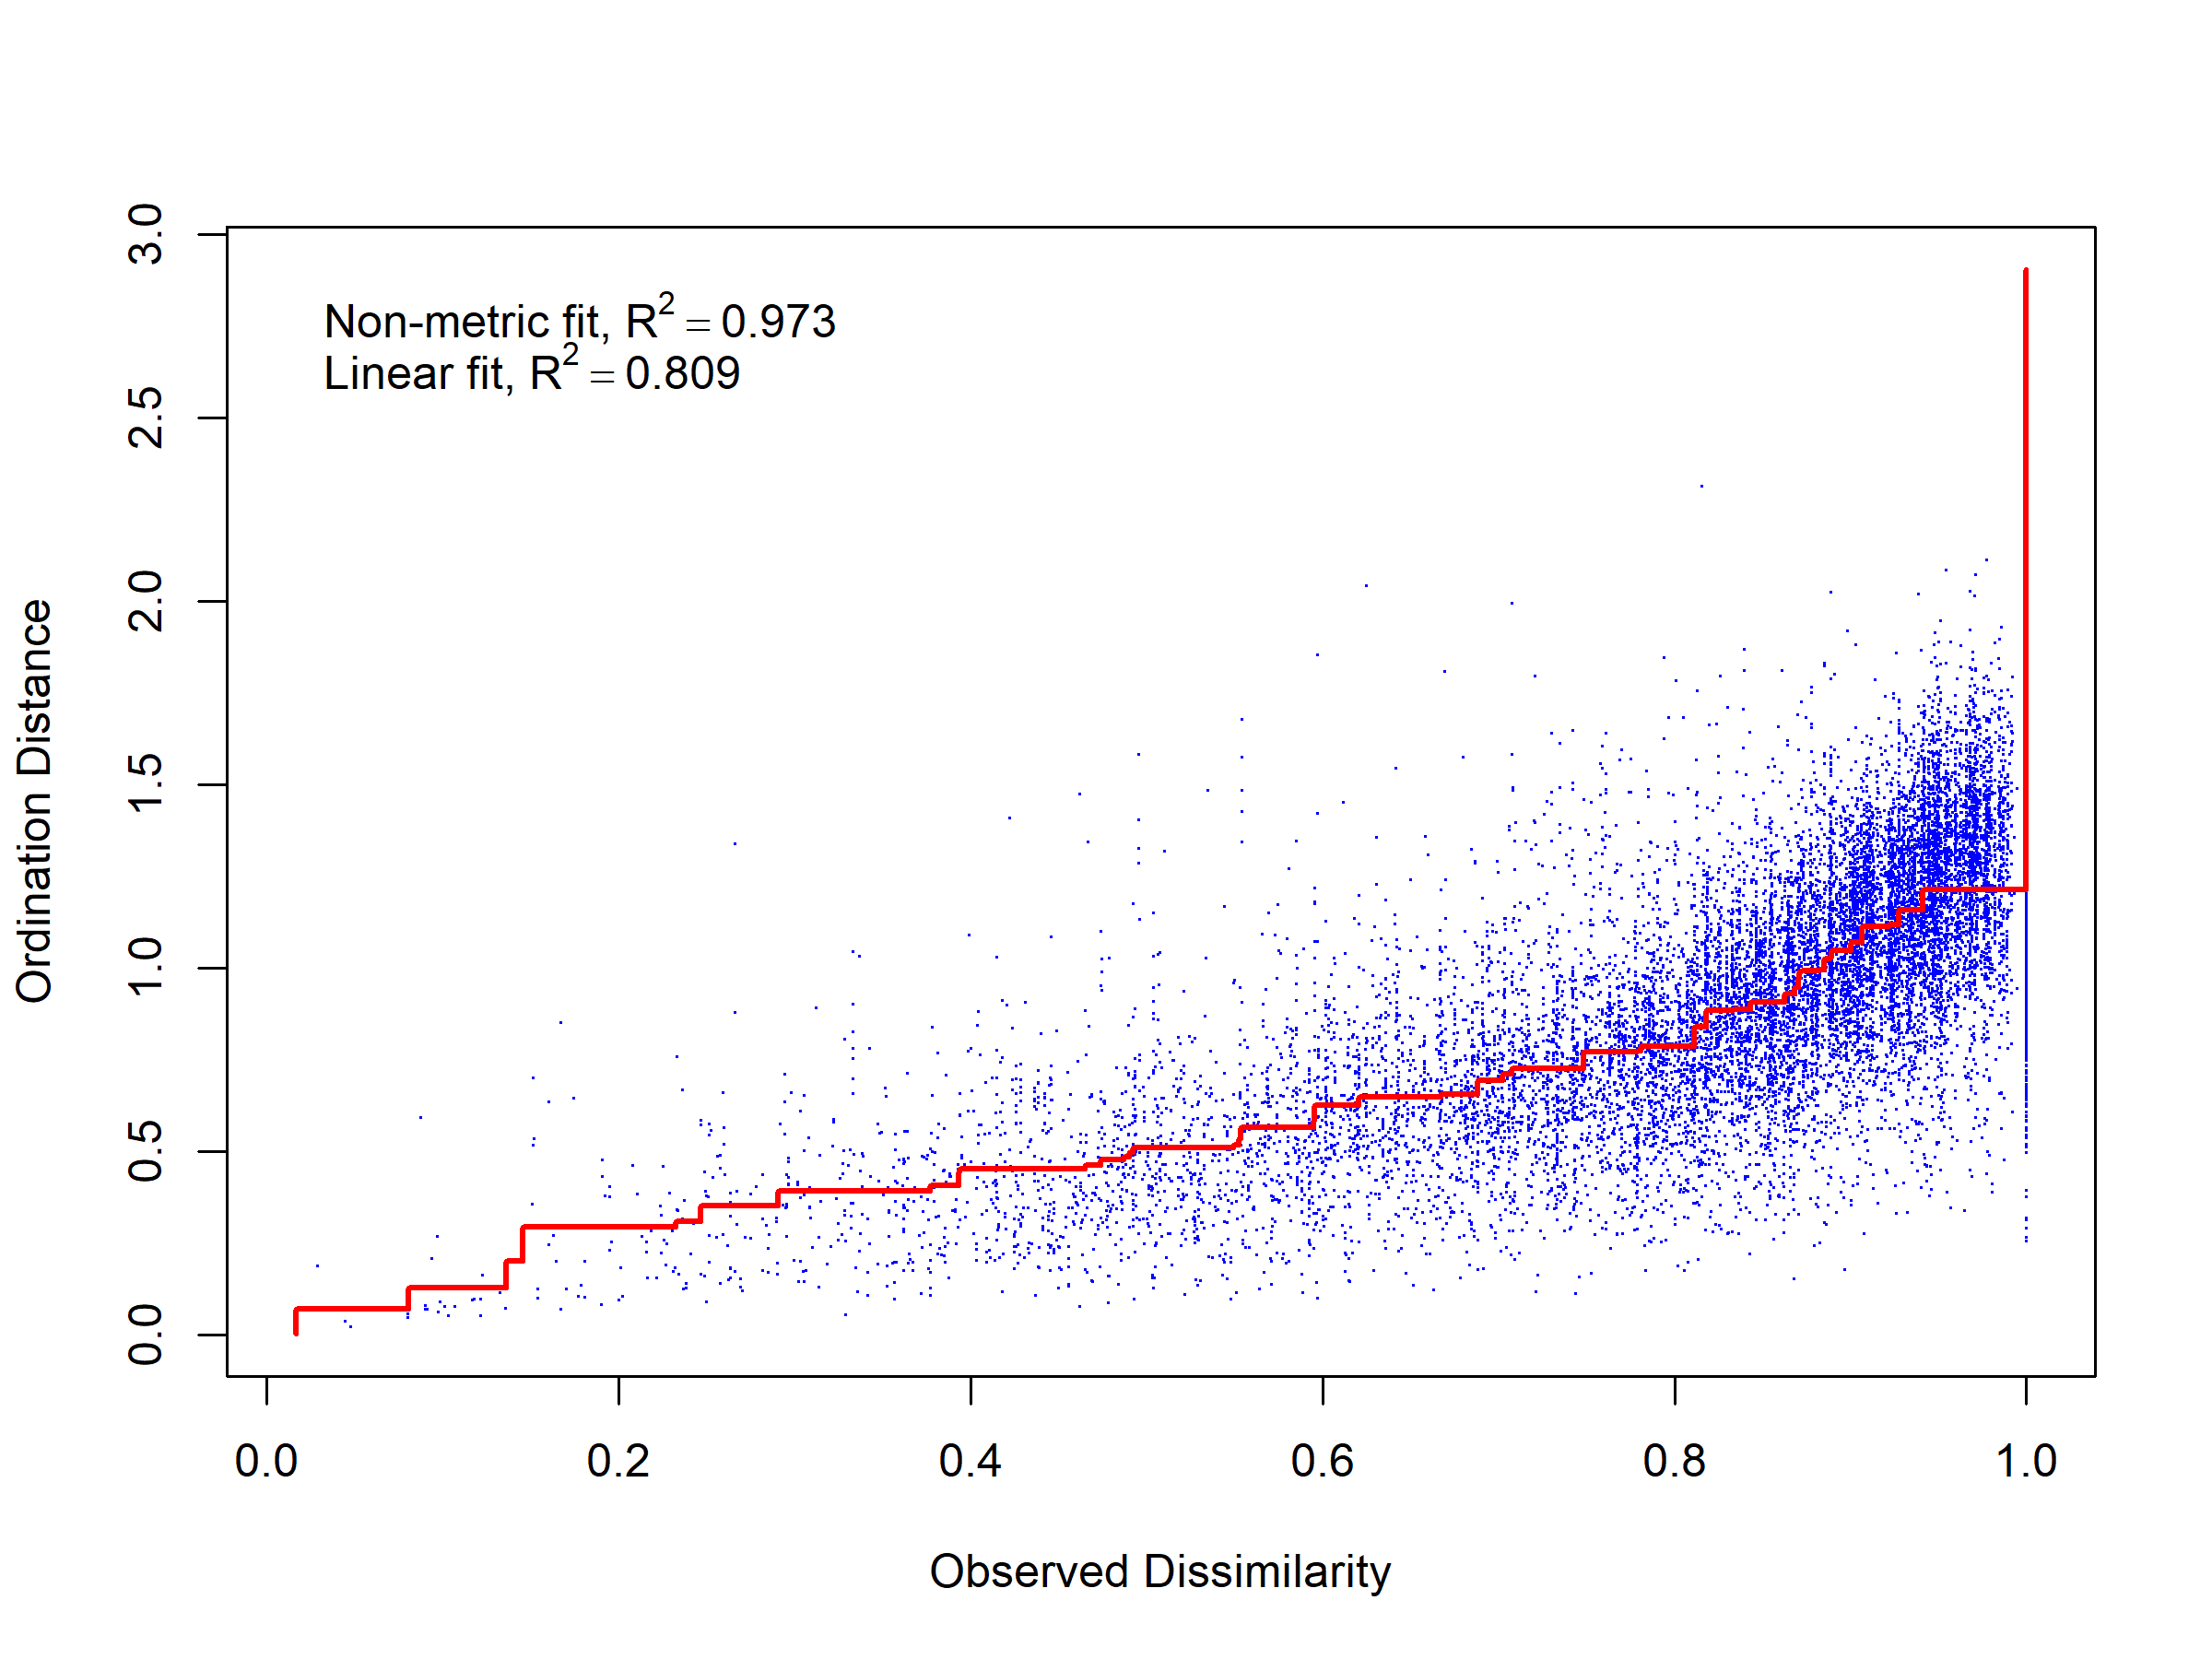 Non-metric fit, R² = 0.973
Linear fit, R² = 0.809
Ordination Distance
3.0
2.5
2.0
1.5
1.0
0.5
0.0
0.0 0.2 0.4 0.6 0.8 1.0
Observed Dissimilarity